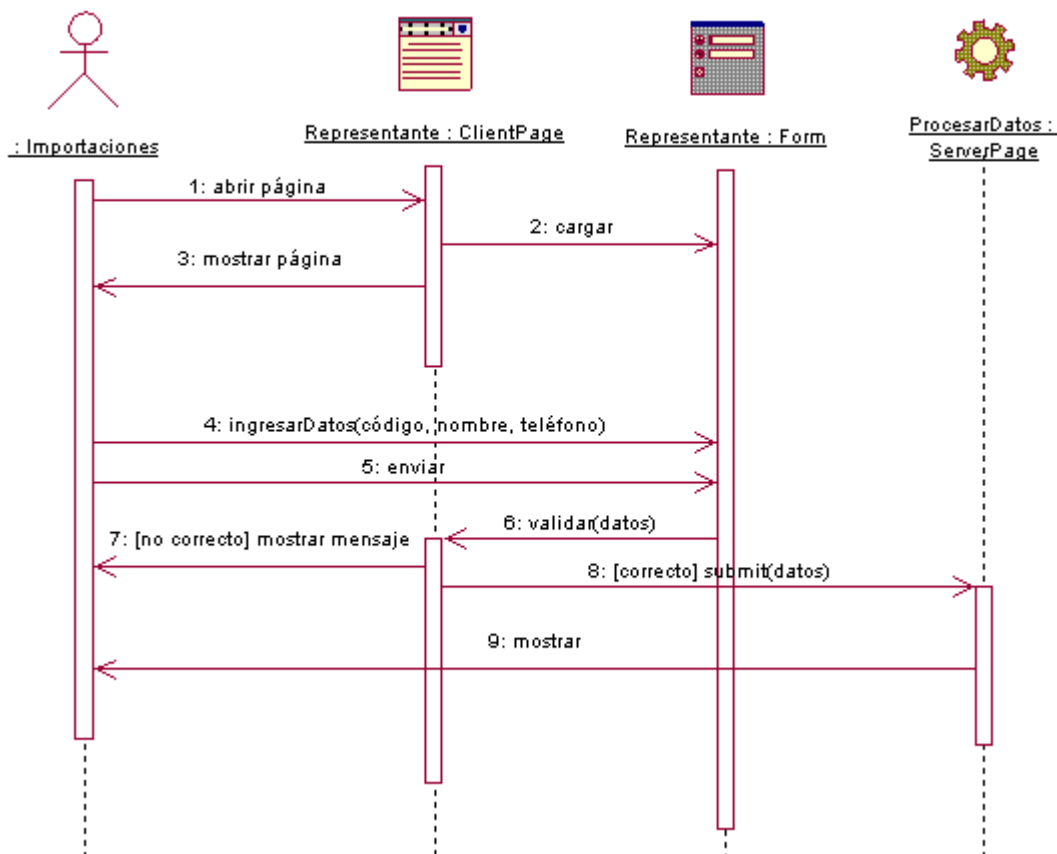 : Importaciones
Representante : ClientPage
Representante : Form
ProcesarDatos :
ServerPage
1: abrir página
2: cargar
3: mostrar página
4: ingresarDatos(código, nombre, teléfono)
5: enviar
6: validar(datos)
7: [no correcto] mostrar mensaje
8: [correcto] submit(datos)
9: mostrar